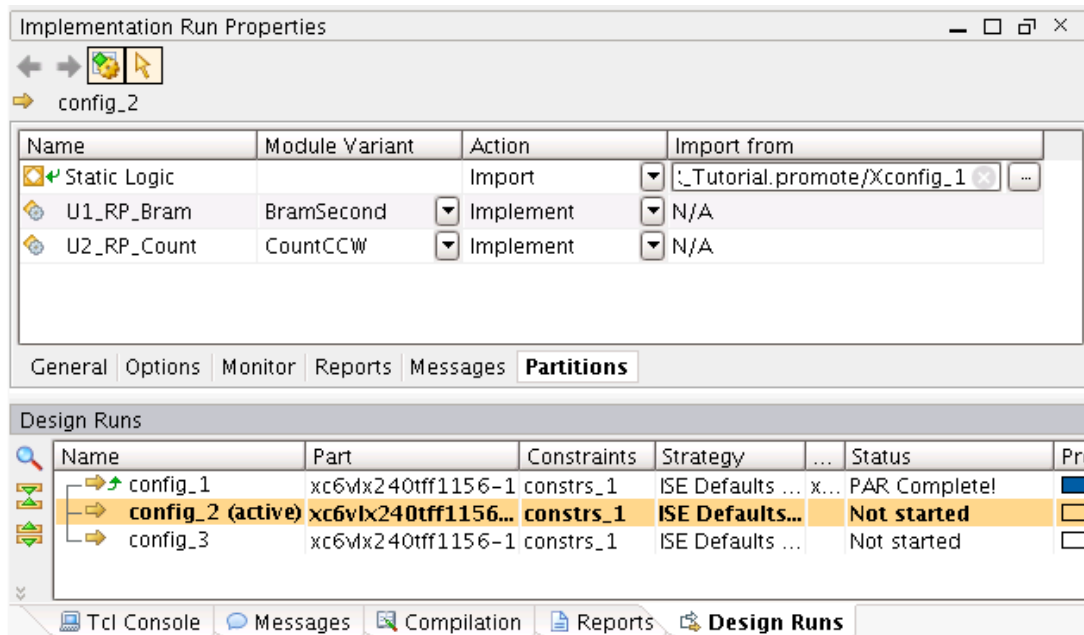 Implementation Run Properties
config_2
Name Module Variant Action Import from
Static Logic Import :_Tutorial.promote/Xconfig_1 ...
U1_RP_Bram BramSecond Implement N/A
U2_RP_Count CountCCW Implement N/A
General Options Monitor Reports Messages Partitions
Design Runs
Name Part Constraints Strategy ... Status Pr
config_1 xc6vlx240tff1156-1 constrs_1 ISE Defaults ... x... PAR Complete!
config_2 (active) xc6vlx240tff1156... constrs_1 ISE Defaults... Not started
config_3 xc6vlx240tff1156-1 constrs_1 ISE Defaults ... Not started
Tcl Console Messages Compilation Reports Design Runs